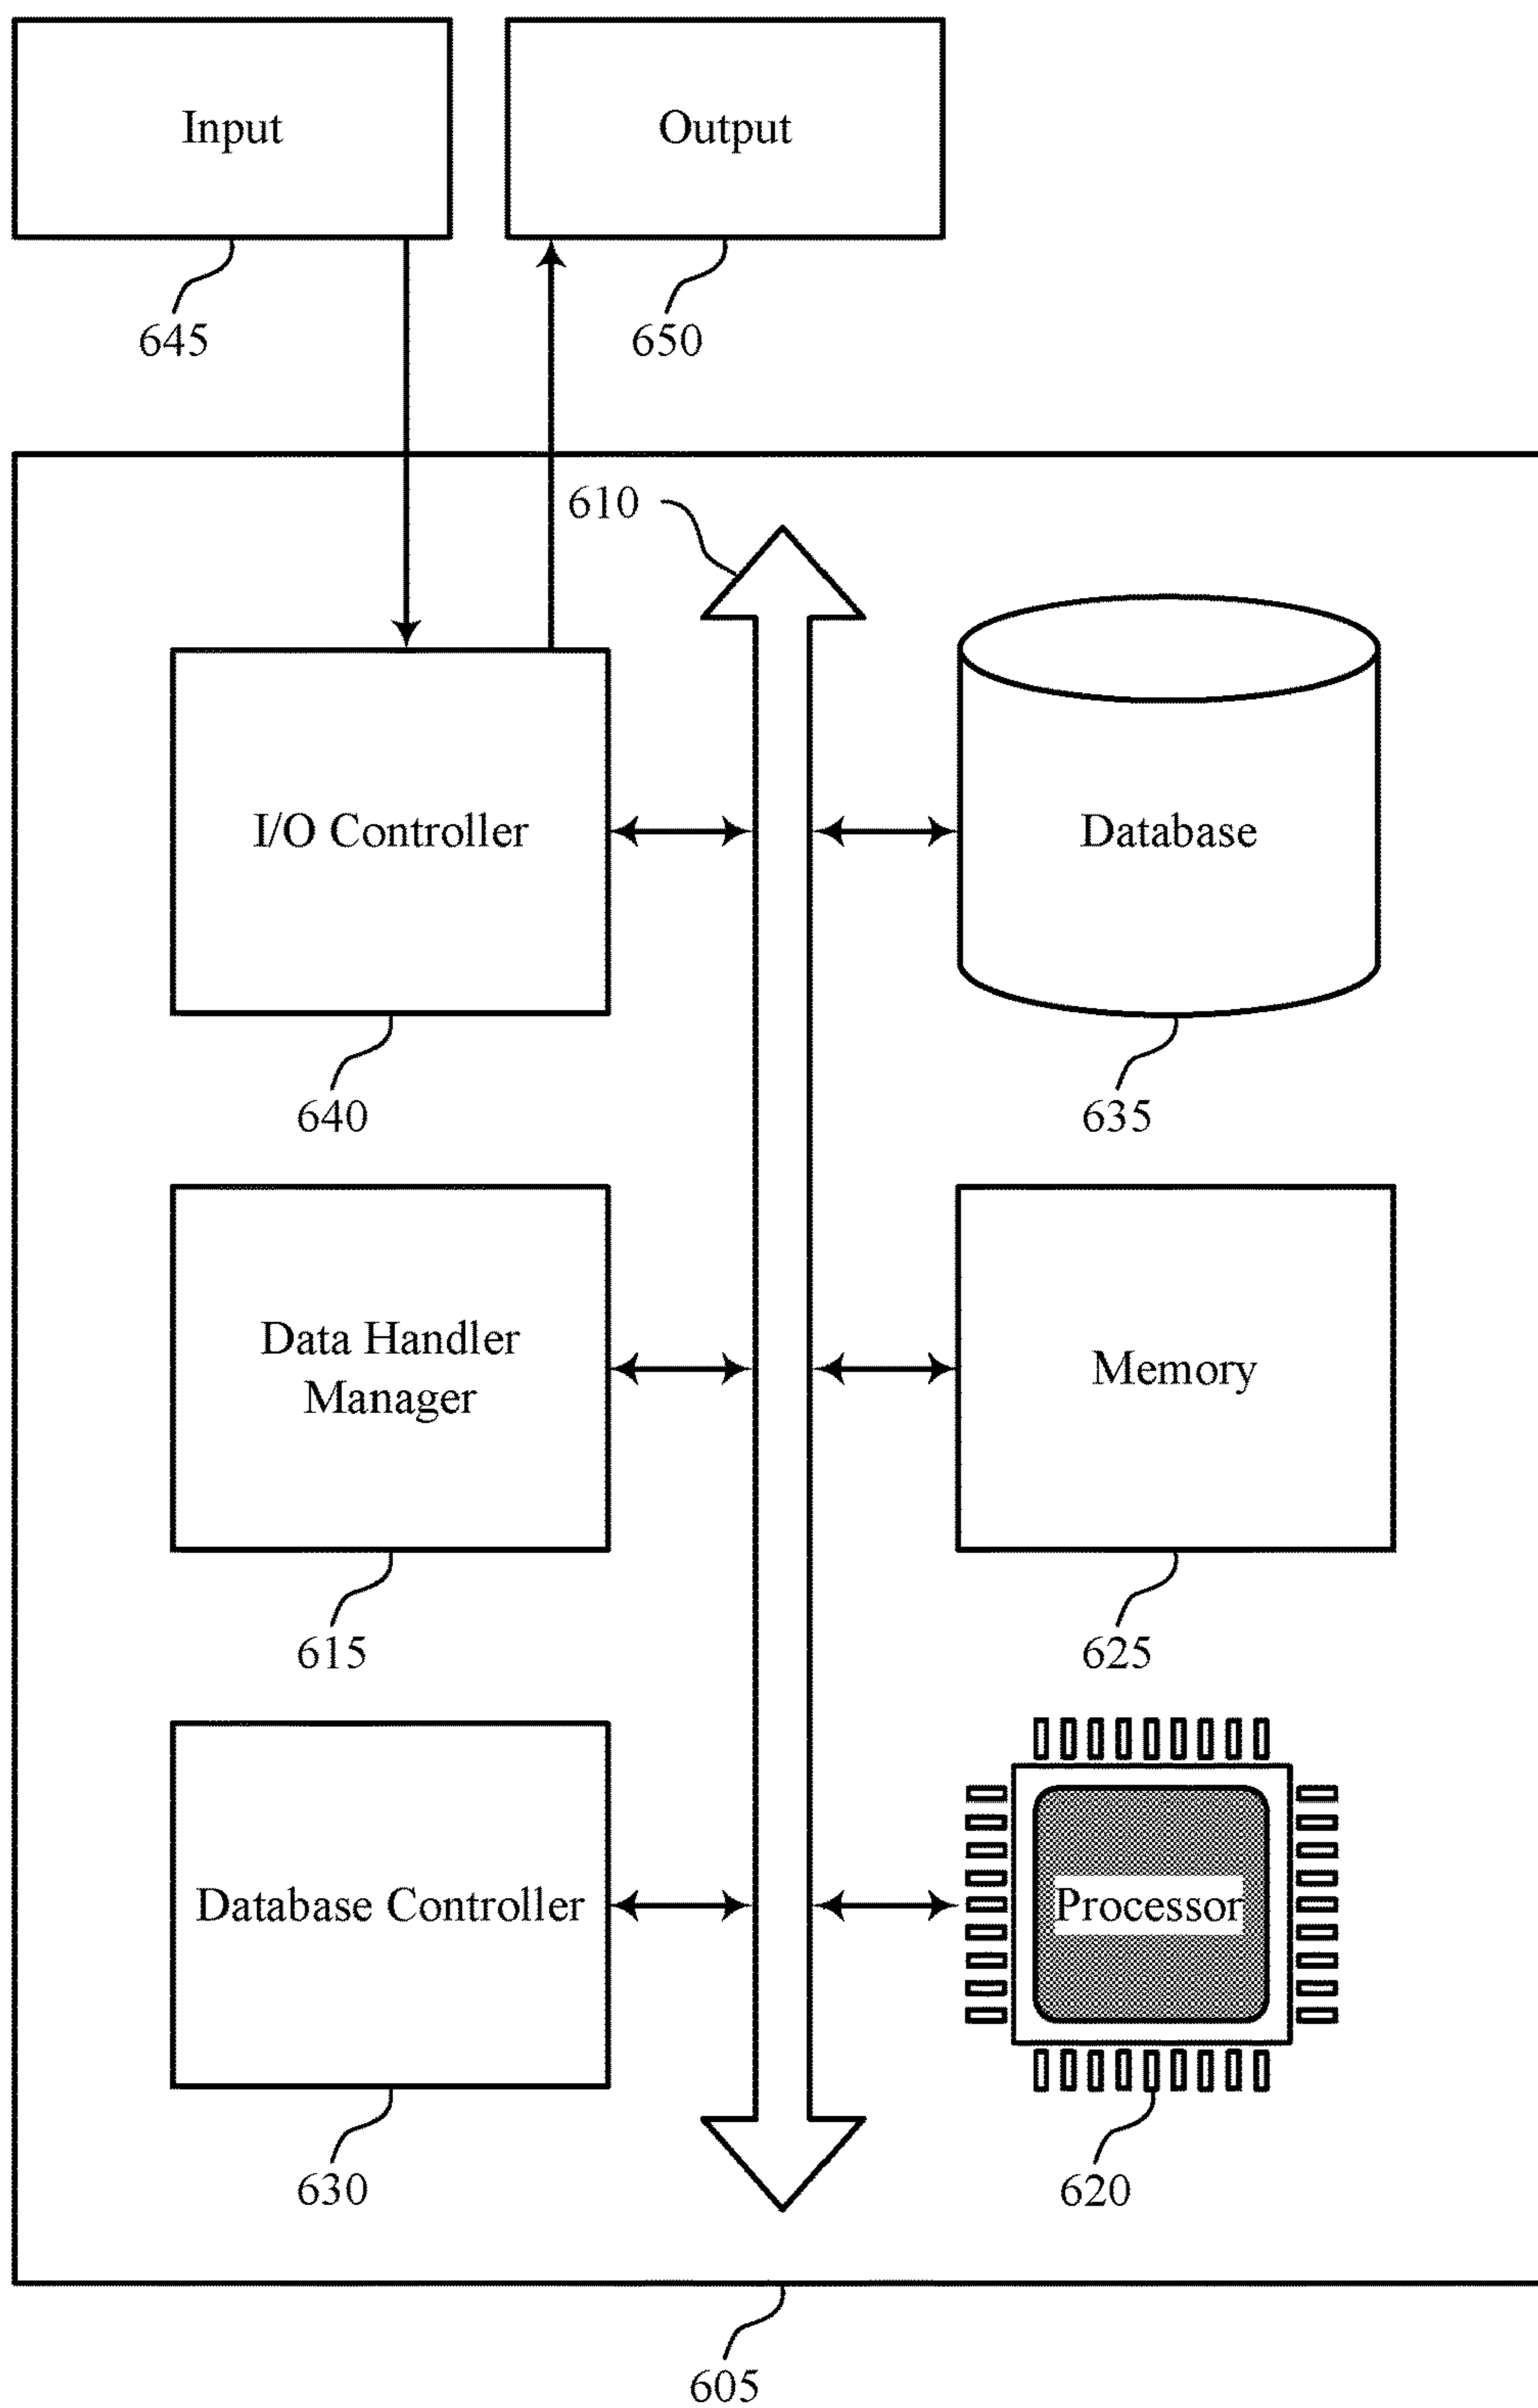 Input
Output
645
650
610
I/O Controller
Database
640
635
Data Handler
Manager
Memory
615
625
Database Controller
Processor
630
620
605